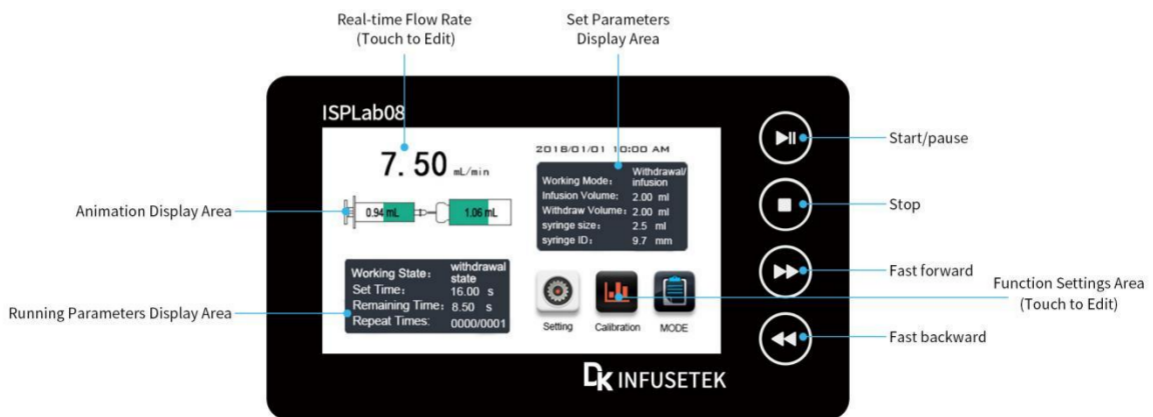 Real-time Flow Rate
(Touch to Edit)
Set Parameters
Display Area
ISPLab08
7.50 mL/min
2018/01/01 10:00 AM
Working Mode: Withdrawal/
infusion
Infusion Volume: 2.00 ml
Withdraw Volume: 2.00 ml
syringe size: 2.5 ml
syringe ID: 9.7 mm
Animation Display Area
0.94 mL
1.06 mL
Running Parameters Display Area
Working State: withdrawal
state
Set Time: 16.00 s
Remaining Time: 8.50 s
Repeat Times: 0000/0001
Setting
Calibration
MODE
DK INFUSETEK
Start/pause
Stop
Fast forward
Function Settings Area
(Touch to Edit)
Fast backward